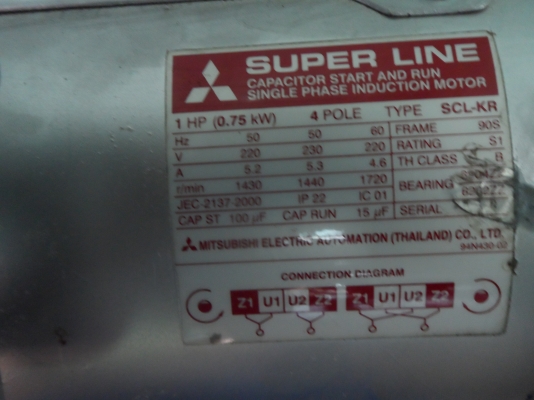 SUPER LINE
CAPACITOR START AND RUN
SINGLE PHASE INDUCTION MOTOR
1 HP (0.75 kW) 4 POLE TYPE SCL-KR
Hz 50 50 60 FRAME 90S
V 220 230 220 RATING S1
A 5.2 5.3 4.6 TH CLASS B
r/min 1430 1440 1720 BEARING
JEC-2137-2000 IP 22 IC 01
CAP ST 100 µF CAP RUN 15 µF SERIAL
MITSUBISHI ELECTRIC AUTOMATION (THAILAND) CO., LTD.
94N430-02
CONNECTION DIAGRAM
Z1 U1 U2 Z2 Z1 U1 U2 Z2